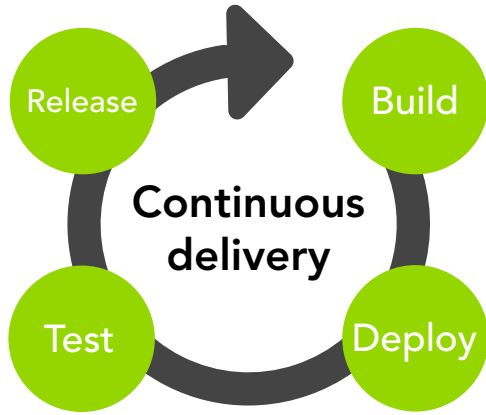 Release
Build
Continuous
delivery
Test
Deploy